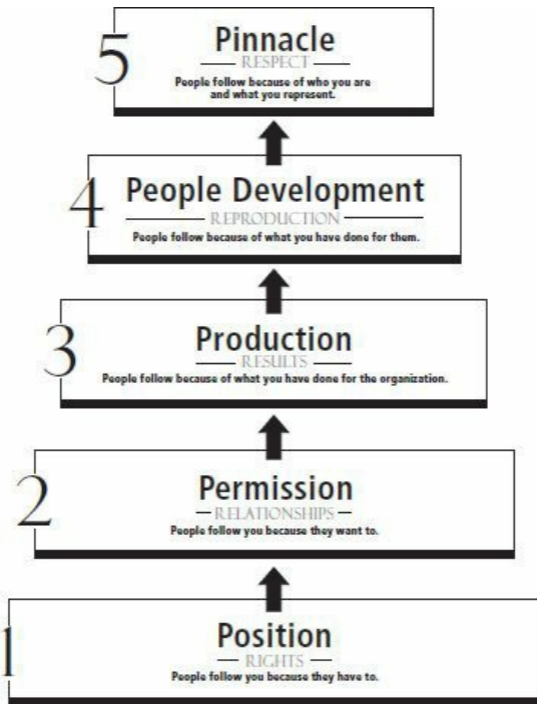 5
Pinnacle
RESPECT
People follow because of who you are
and what you represent.
4
People Development
REPRODUCTION
People follow because of what you have done for them.
3
Production
RESULTS
People follow because of what you have done for the organization.
2
Permission
RELATIONSHIPS
People follow you because they want to.
1
Position
RIGHTS
People follow you because they have to.